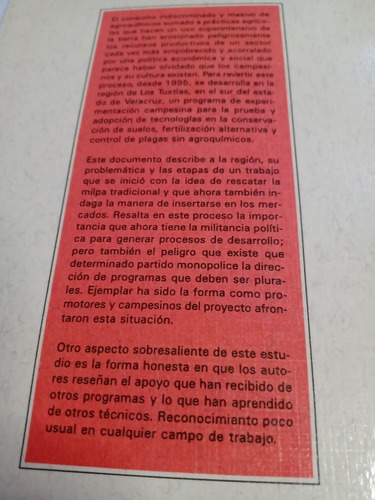 El consumo indiscriminado y masivo de
agroquímicos sumado a prácticas agríco-
las que hacen un uso superintensivo de
la tierra han erosionado peligrosamente
los recursos productivos de un sector
cada vez más empobrecido y acorralado
por una política económica y social que
parece haber olvidado que los campesi-
nos y su cultura existen. Para revertir este
proceso, desde 1995, se desarrolla en la
región de Los Tuxtlas, en el sur del esta-
do de Veracruz, un programa de experi-
mentación campesina para la prueba y
adopción de tecnologías en la conserva-
ción de suelos, fertilización alternativa y
control de plagas sin agroquímicos.
Este documento describe a la región, su
problemática y las etapas de un trabajo
que se inició con la idea de rescatar la
milpa tradicional y que ahora también in-
daga la manera de insertarse en los mer-
cados. Resalta en este proceso la impor-
tancia que ahora tiene la militancia políti-
ca para generar procesos de desarrollo;
pero también el peligro que existe que
determinado partido monopolice la direc-
ción de programas que deben ser plura-
les. Ejemplar ha sido la forma como pro-
motores y campesinos del proyecto afron-
taron esta situación.
Otro aspecto sobresaliente de este estu-
dio es la forma honesta en que los auto-
res reseñan el apoyo que han recibido de
otros programas y lo que han aprendido
de otros técnicos. Reconocimiento poco
usual en cualquier campo de trabajo.